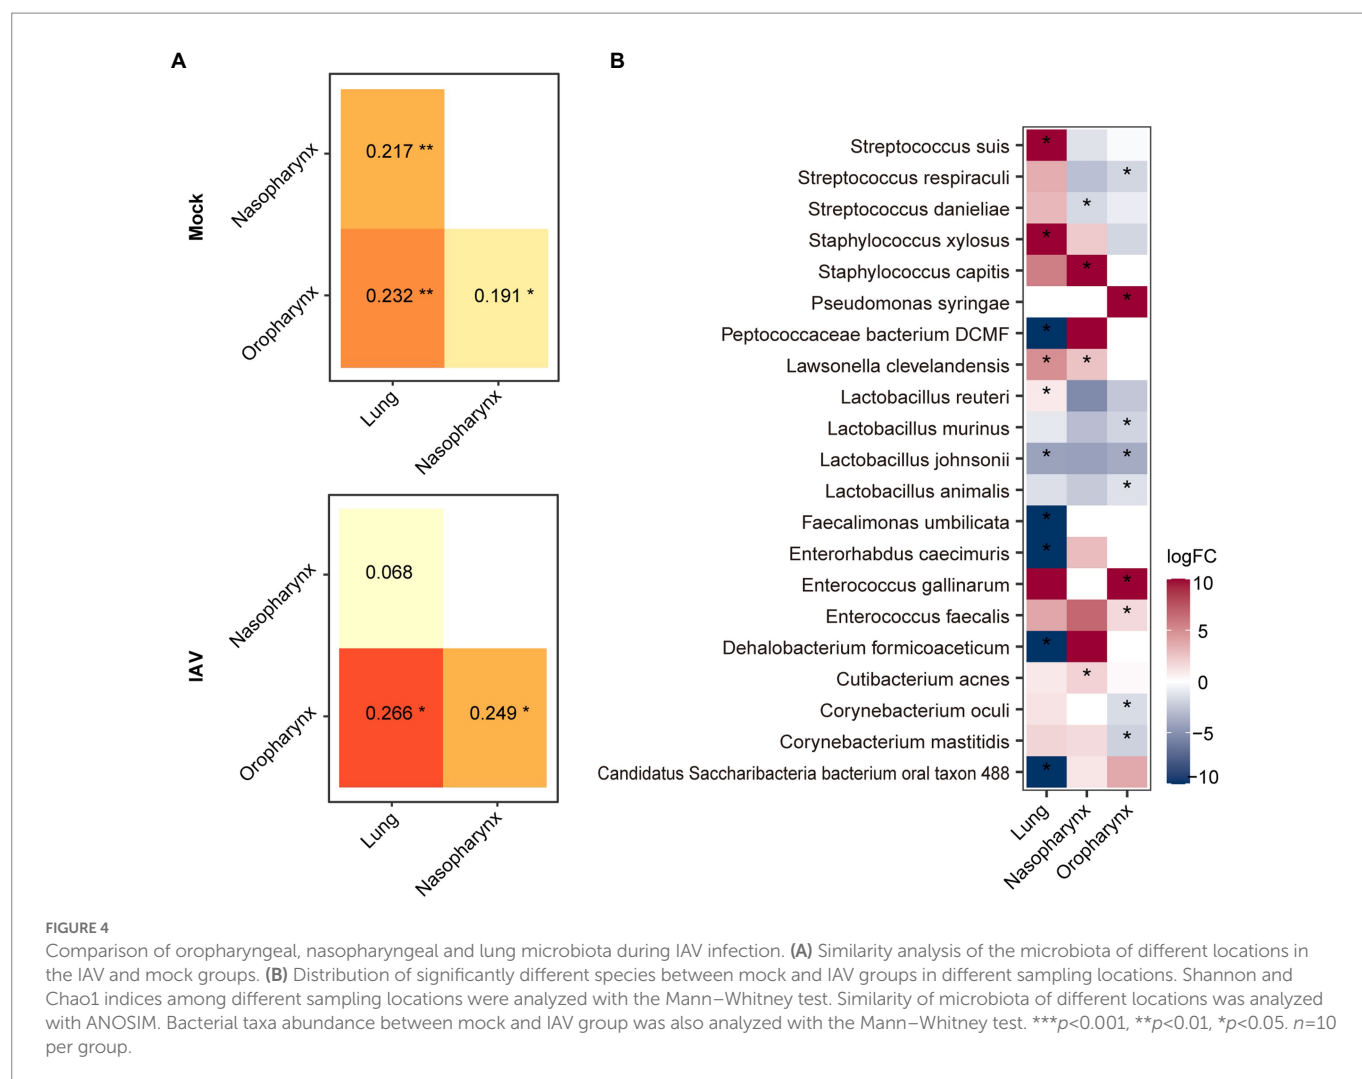 A
Mock
Nasopharynx
0.217 **
Oropharynx
0.232 **
0.191 *
Lung
Nasopharynx
IAV
Nasopharynx
0.068
Oropharynx
0.266 *
0.249 *
Lung
Nasopharynx
B
Streptococcus suis *
Streptococcus respiraculi *
Streptococcus danieliae *
Staphylococcus xylosus *
Staphylococcus capitis *
Pseudomonas syringae *
Peptococcaceae bacterium DCMF *
Lawsonella clevelandensis * *
Lactobacillus reuteri *
Lactobacillus murinus *
Lactobacillus johnsonii * *
Lactobacillus animalis *
Faecalimonas umbilicata *
Enterorhabdus caecimuris *
Enterococcus gallinarum *
Enterococcus faecalis *
Dehalobacterium formicoaceticum *
Cutibacterium acnes *
Corynebacterium oculi *
Corynebacterium mastitidis *
Candidatus Saccharibacteria bacterium oral taxon 488 *
Lung
Nasopharynx
Oropharynx
logFC
10
5
0
−5
−10
FIGURE 4
Comparison of oropharyngeal, nasopharyngeal and lung microbiota during IAV infection. (A) Similarity analysis of the microbiota of different locations in
the IAV and mock groups. (B) Distribution of significantly different species between mock and IAV groups in different sampling locations. Shannon and
Chao1 indices among different sampling locations were analyzed with the Mann–Whitney test. Similarity of microbiota of different locations was analyzed
with ANOSIM. Bacterial taxa abundance between mock and IAV group was also analyzed with the Mann–Whitney test. ***p<0.001, **p<0.01, *p<0.05. n=10
per group.